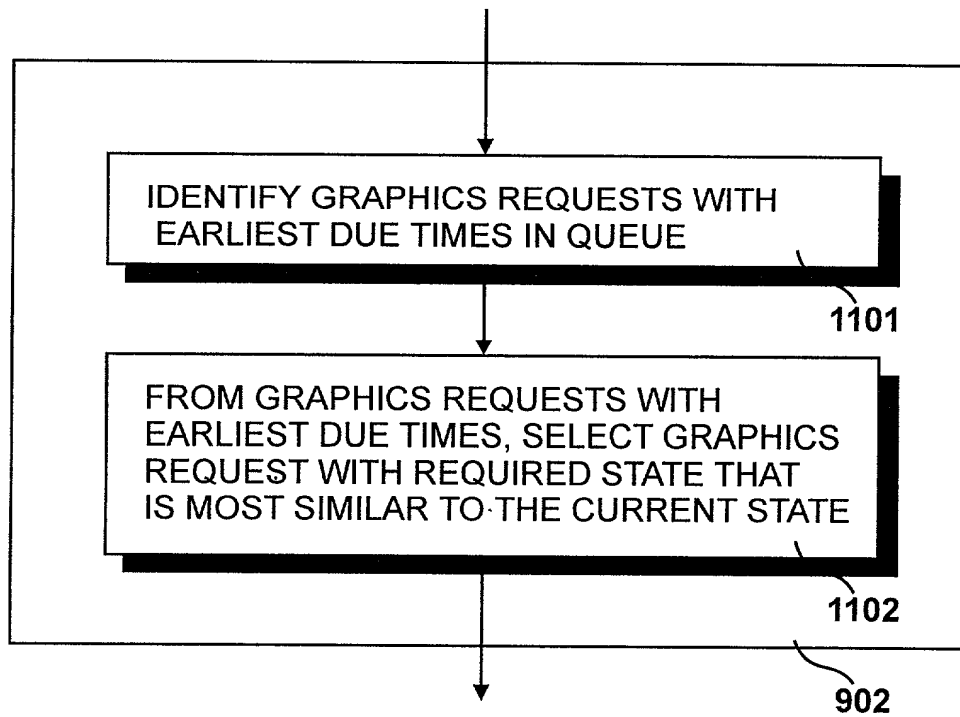 IDENTIFY GRAPHICS REQUESTS WITH
EARLIEST DUE TIMES IN QUEUE
1101
FROM GRAPHICS REQUESTS WITH
EARLIEST DUE TIMES, SELECT GRAPHICS
REQUEST WITH REQUIRED STATE THAT
IS MOST SIMILAR TO THE CURRENT STATE
1102
902